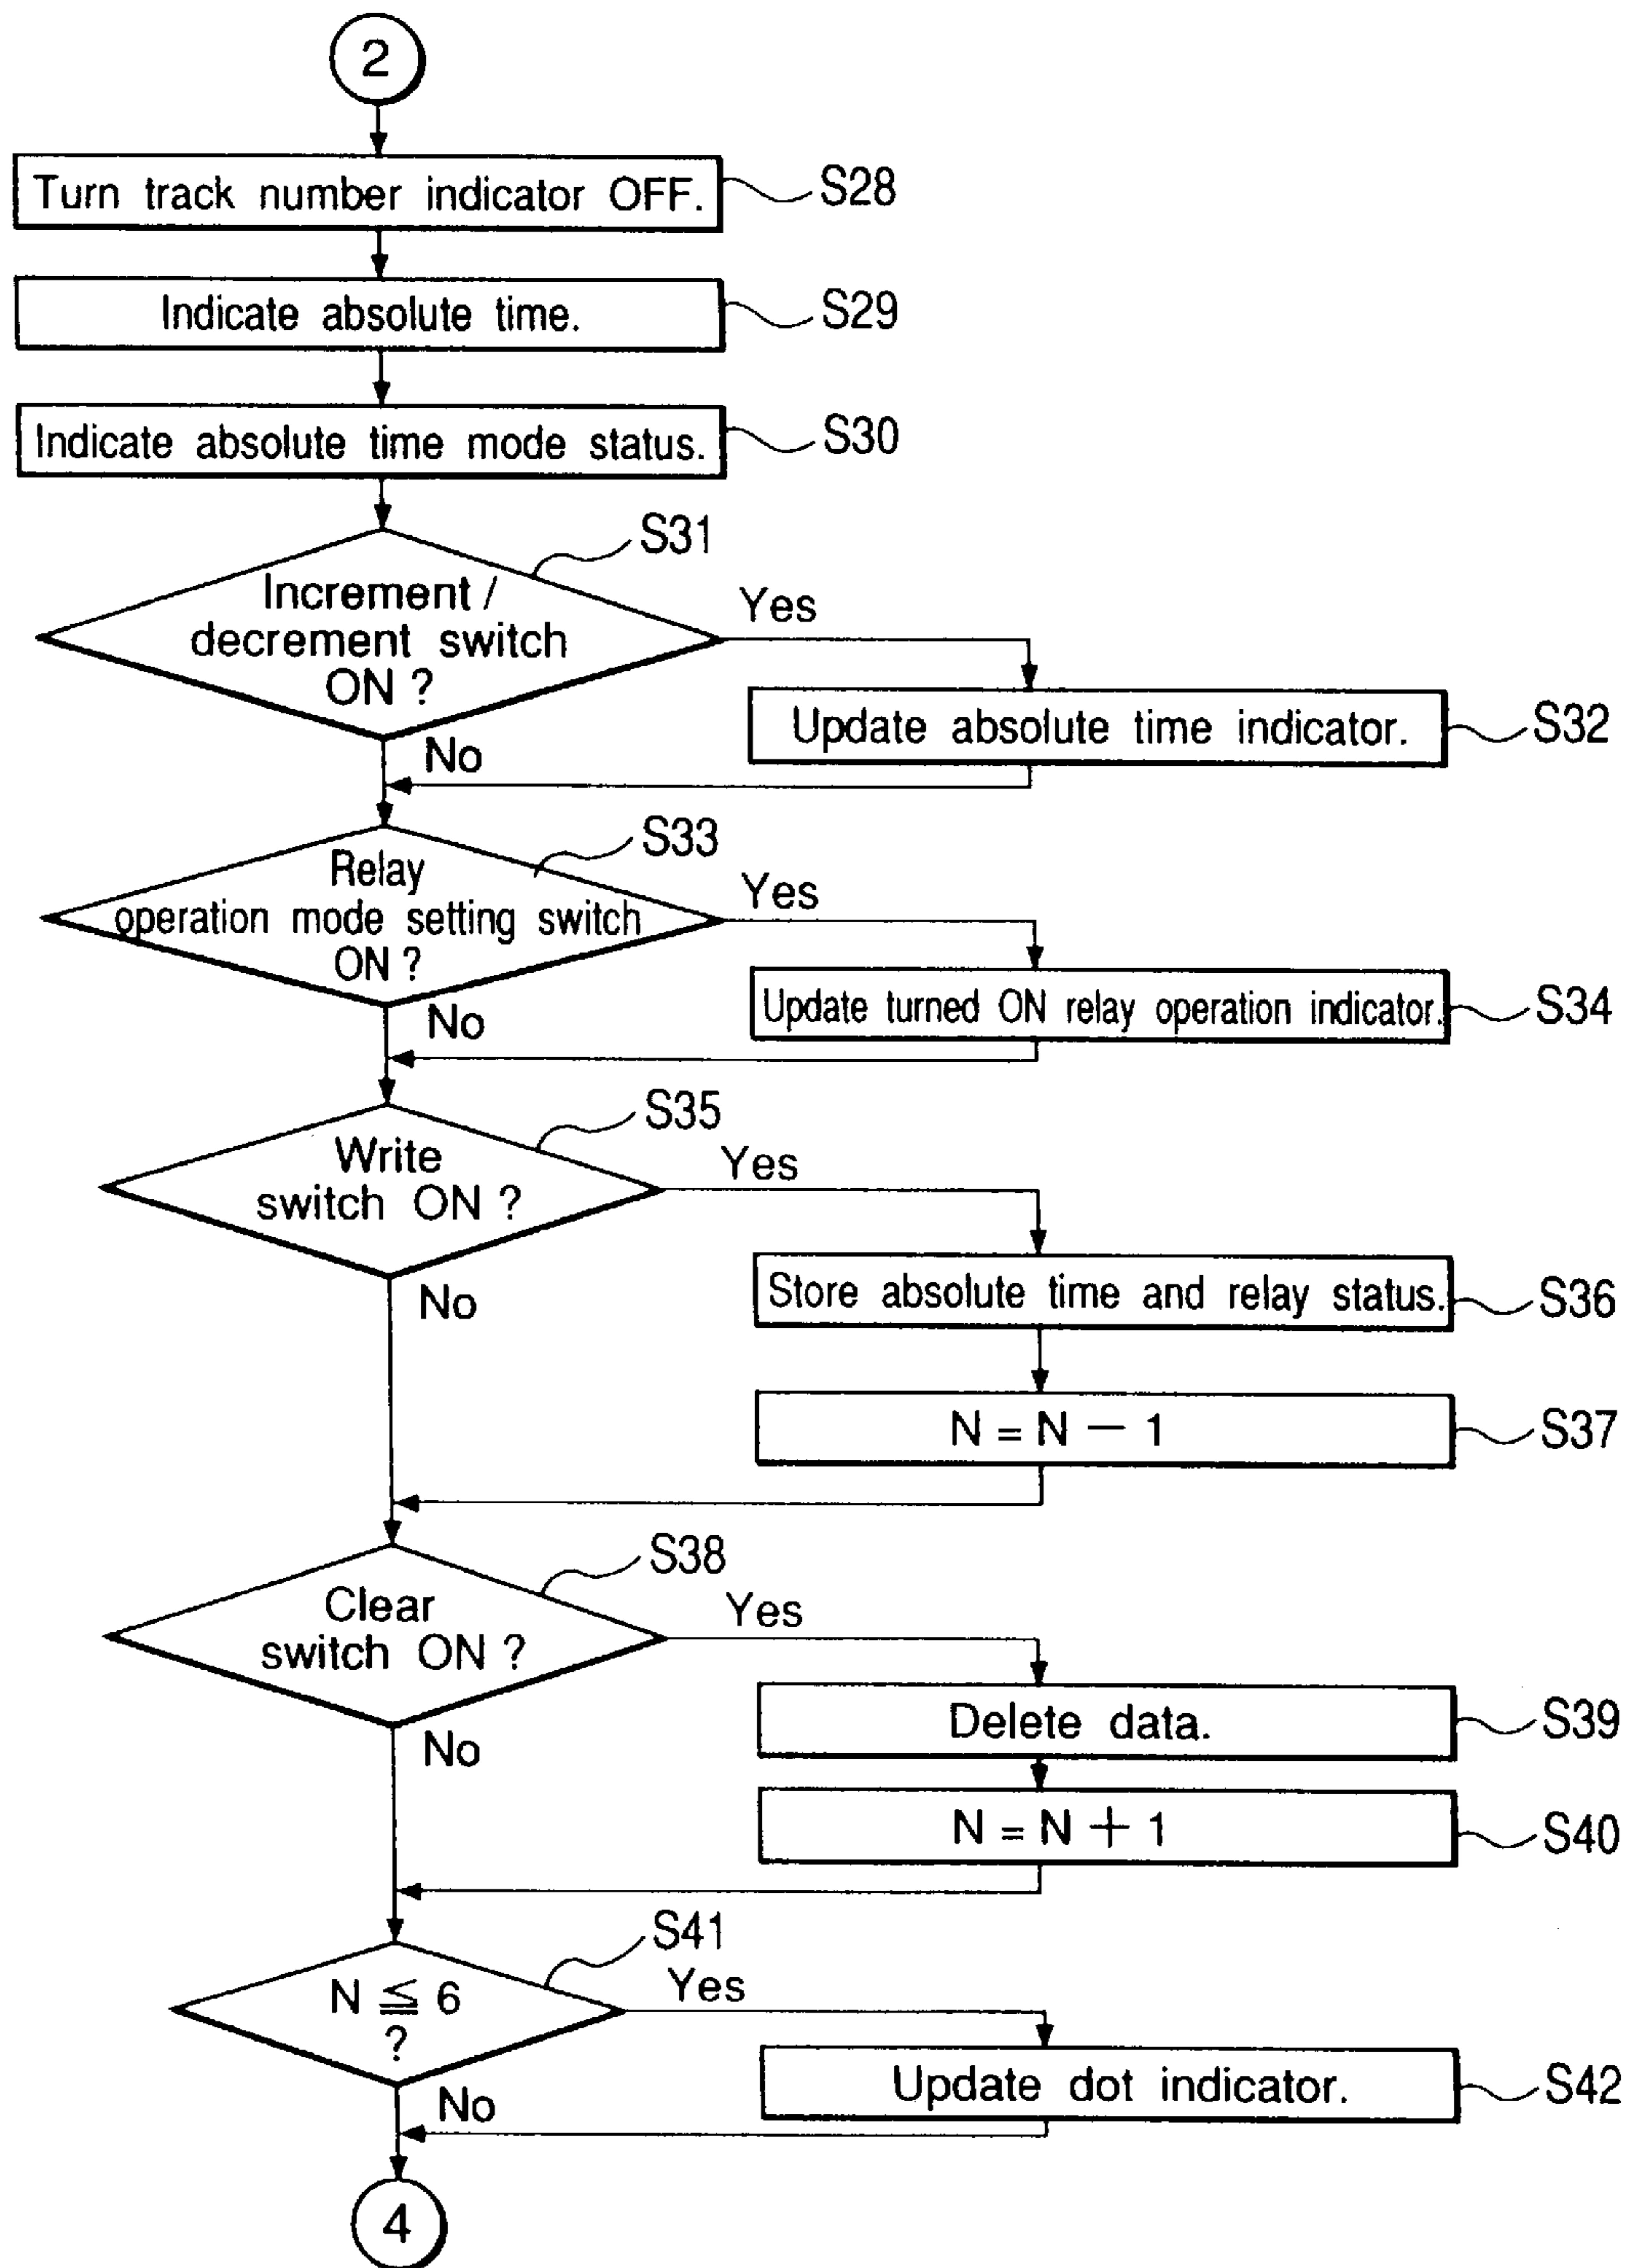 2
Turn track number indicator OFF.
S28
Indicate absolute time.
S29
Indicate absolute time mode status.
S30
S31
Increment /
decrement switch
ON ?
Yes
No
Update absolute time indicator.
S32
S33
Relay
operation mode setting switch
ON ?
Yes
No
Update turned ON relay operation indicator.
S34
S35
Write
switch ON ?
Yes
No
Store absolute time and relay status.
S36
N = N − 1
S37
S38
Clear
switch ON ?
Yes
No
Delete data.
S39
N = N + 1
S40
S41
N ≦ 6
?
Yes
No
Update dot indicator.
S42
4